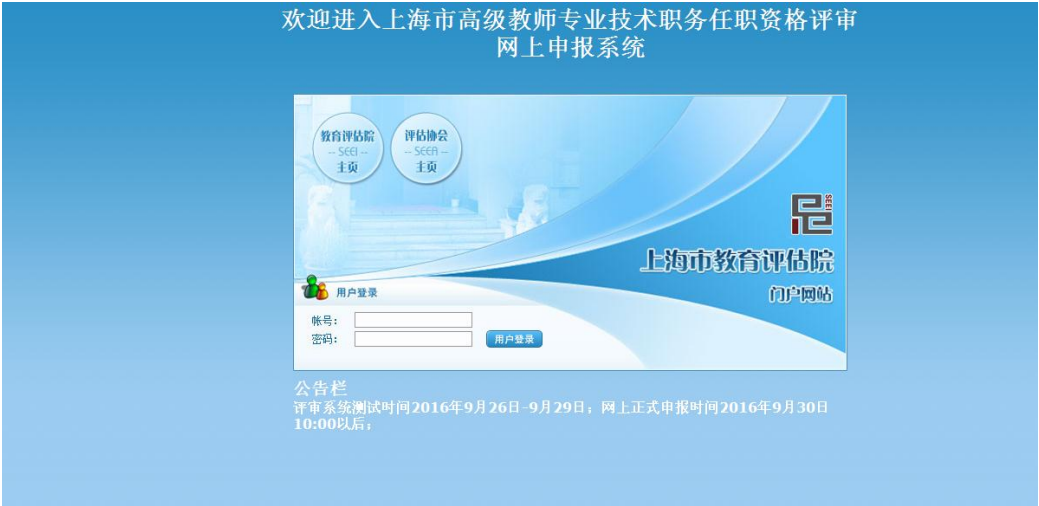 欢迎进入上海市高级教师专业技术职务任职资格评审
网上申报系统
教育评估院
-- SEEI --
主页
评估协会
-- SEEA --
主页
SEEI
上海市教育评估院
门户网站
用户登录
帐号：
密码：
用户登录
公告栏
评审系统测试时间2016年9月26日-9月29日；网上正式申报时间2016年9月30日
10:00以后；